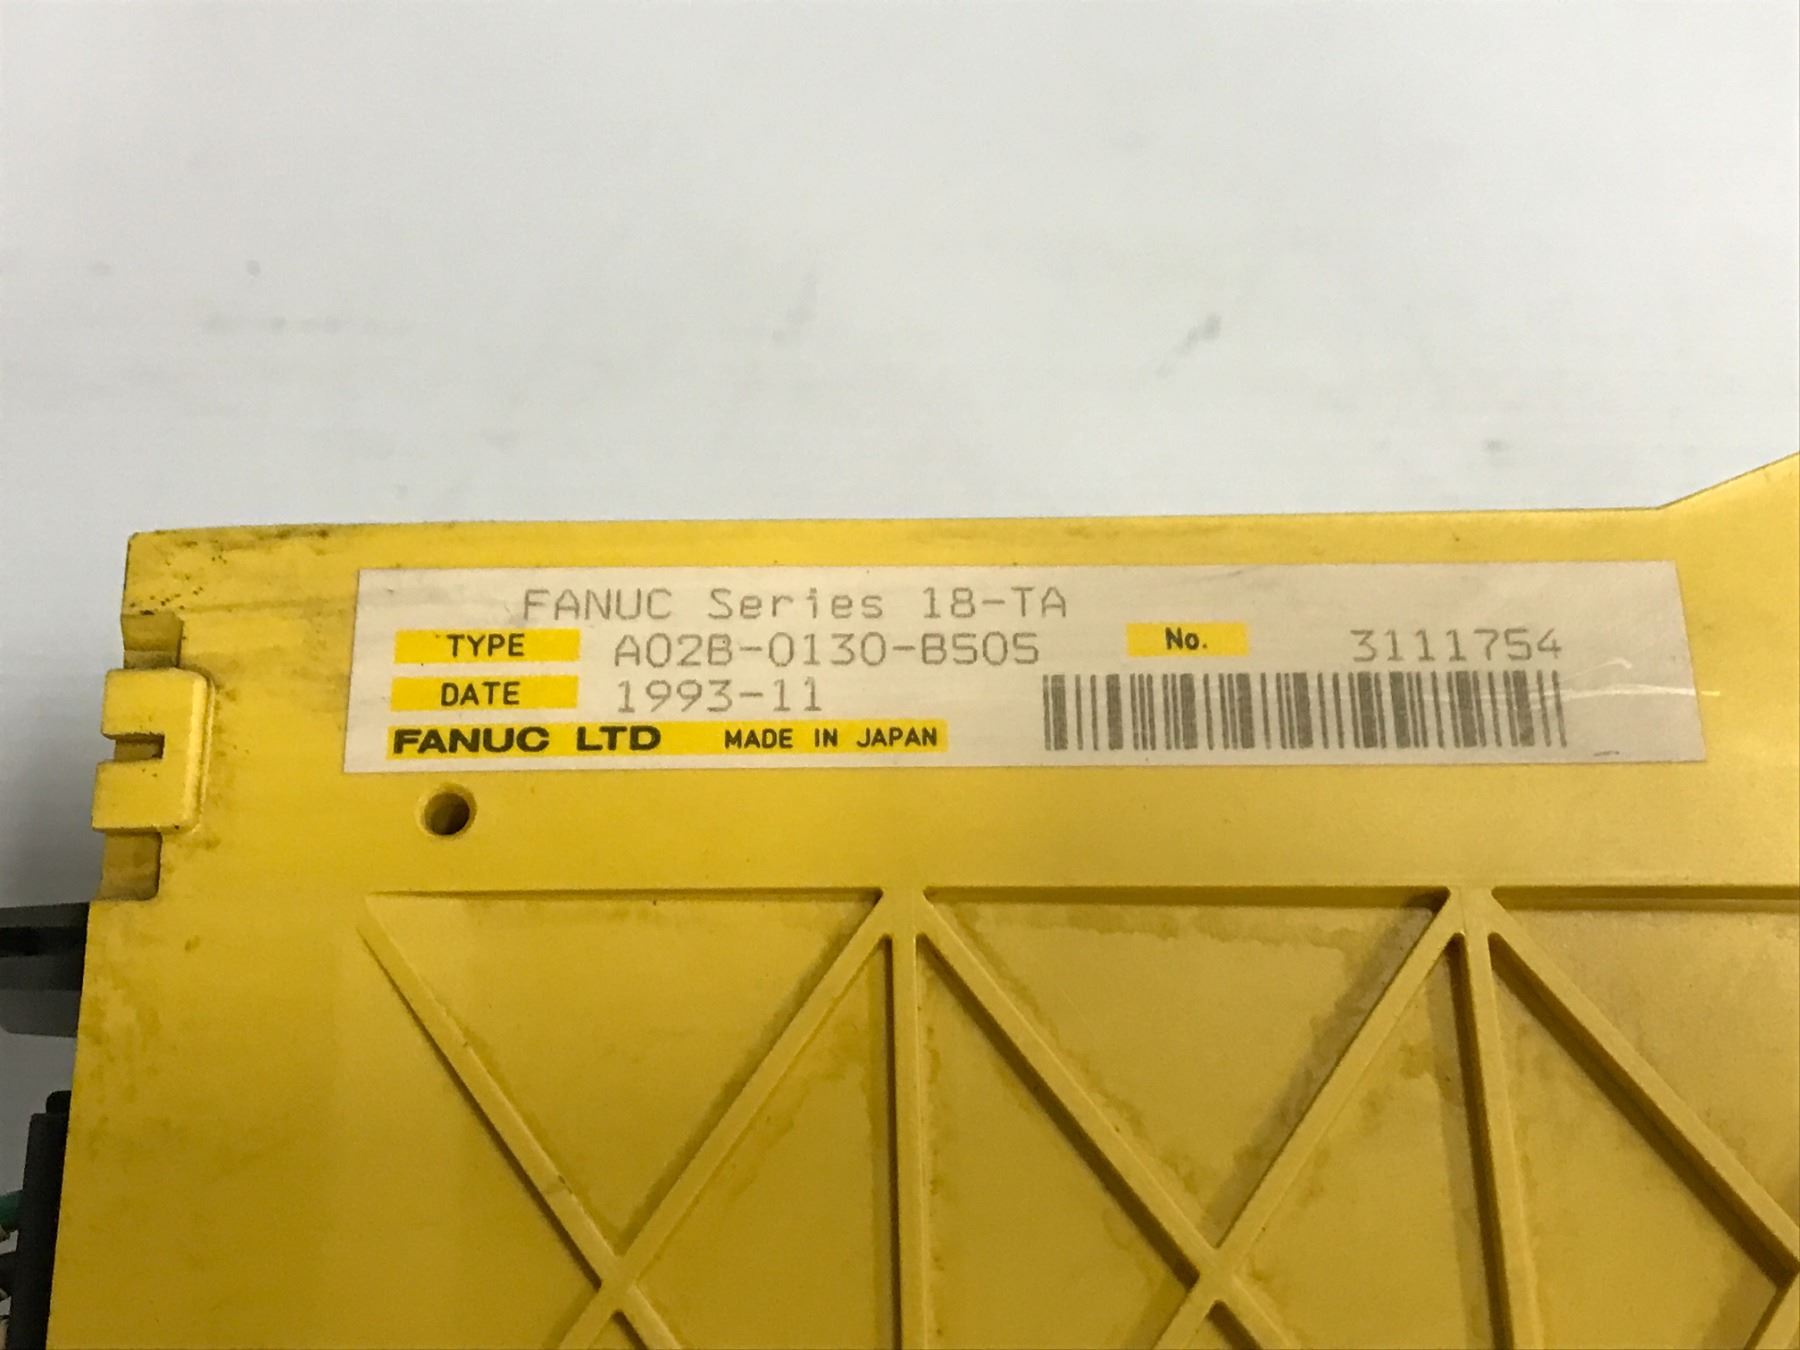 FANUC Series 18-TA
TYPE A02B-0130-B505 No. 3111754
DATE 1993-11
FANUC LTD MADE IN JAPAN